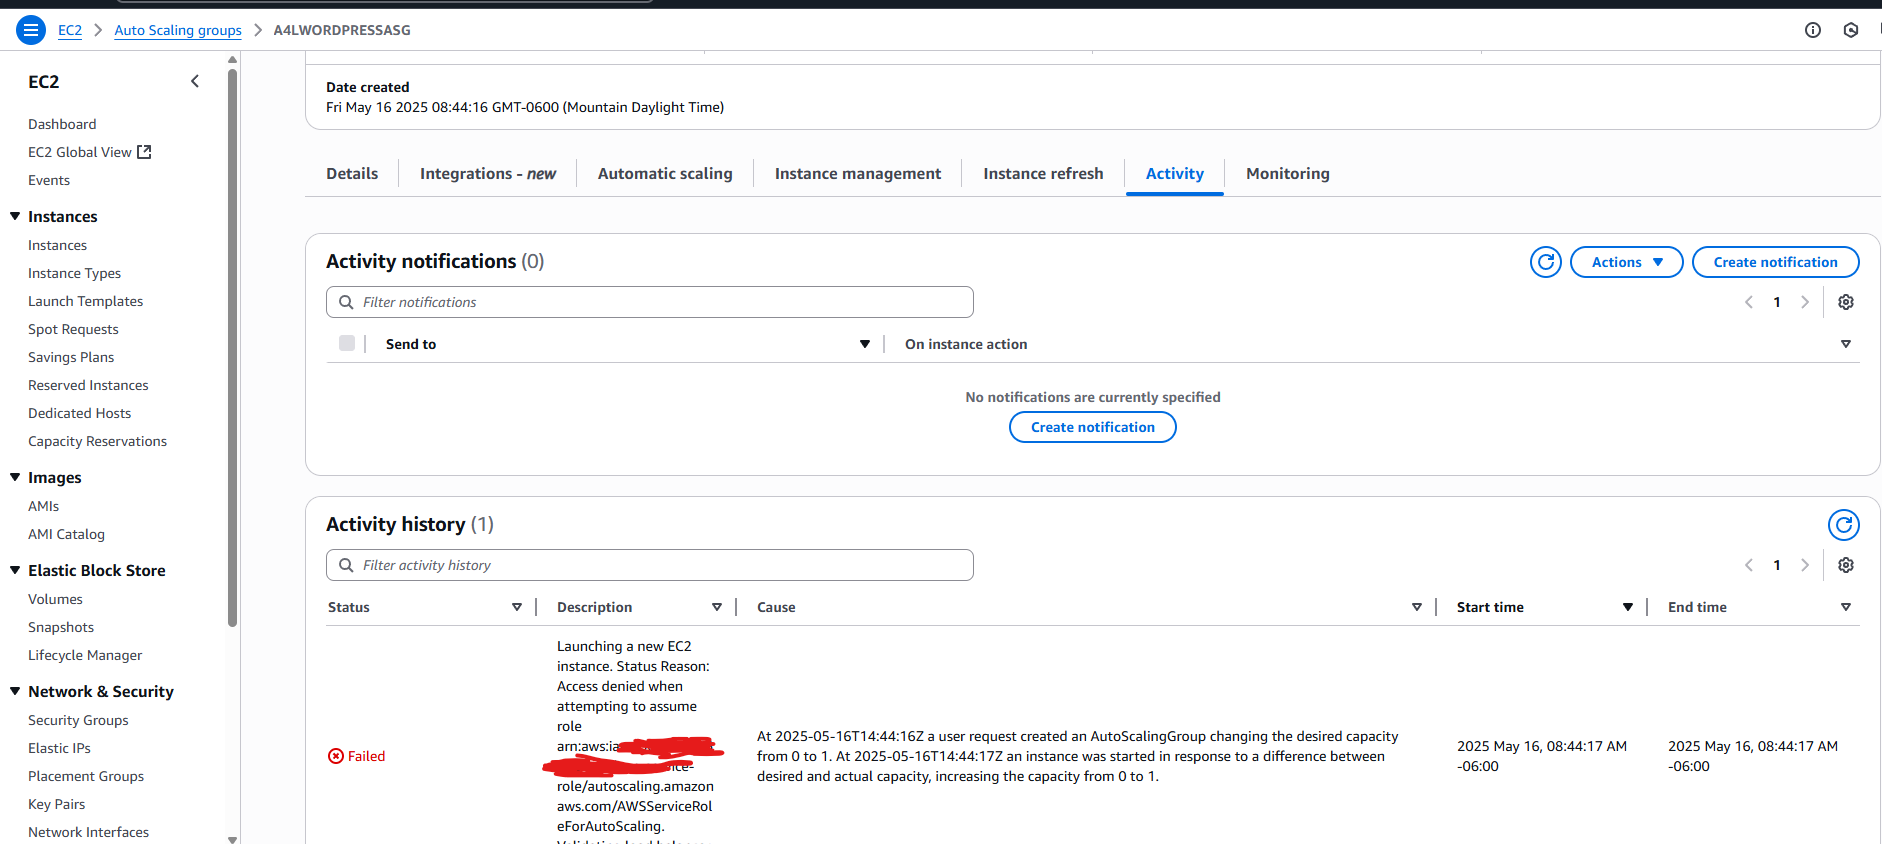 EC2 > Auto Scaling groups > A4LWORDPRESSASG
EC2
Dashboard
EC2 Global View
Events
Instances
Instances
Instance Types
Launch Templates
Spot Requests
Savings Plans
Reserved Instances
Dedicated Hosts
Capacity Reservations
Images
AMIs
AMI Catalog
Elastic Block Store
Volumes
Snapshots
Lifecycle Manager
Network & Security
Security Groups
Elastic IPs
Placement Groups
Key Pairs
Network Interfaces
Date created
Fri May 16 2025 08:44:16 GMT-0600 (Mountain Daylight Time)
Details Integrations - new Automatic scaling Instance management Instance refresh Activity Monitoring
Activity notifications (0)
Actions Create notification
Filter notifications
1
Send to On instance action
No notifications are currently specified
Create notification
Activity history (1)
Filter activity history
1
Status Description Cause Start time End time
Failed
Launching a new EC2
instance. Status Reason:
Access denied when
attempting to assume
role
arn:aws:ia
role/autoscaling.amazon
aws.com/AWSServiceRol
eForAutoScaling.
At 2025-05-16T14:44:16Z a user request created an AutoScalingGroup changing the desired capacity
from 0 to 1. At 2025-05-16T14:44:17Z an instance was started in response to a difference between
desired and actual capacity, increasing the capacity from 0 to 1.
2025 May 16, 08:44:17 AM
-06:00
2025 May 16, 08:44:17 AM
-06:00